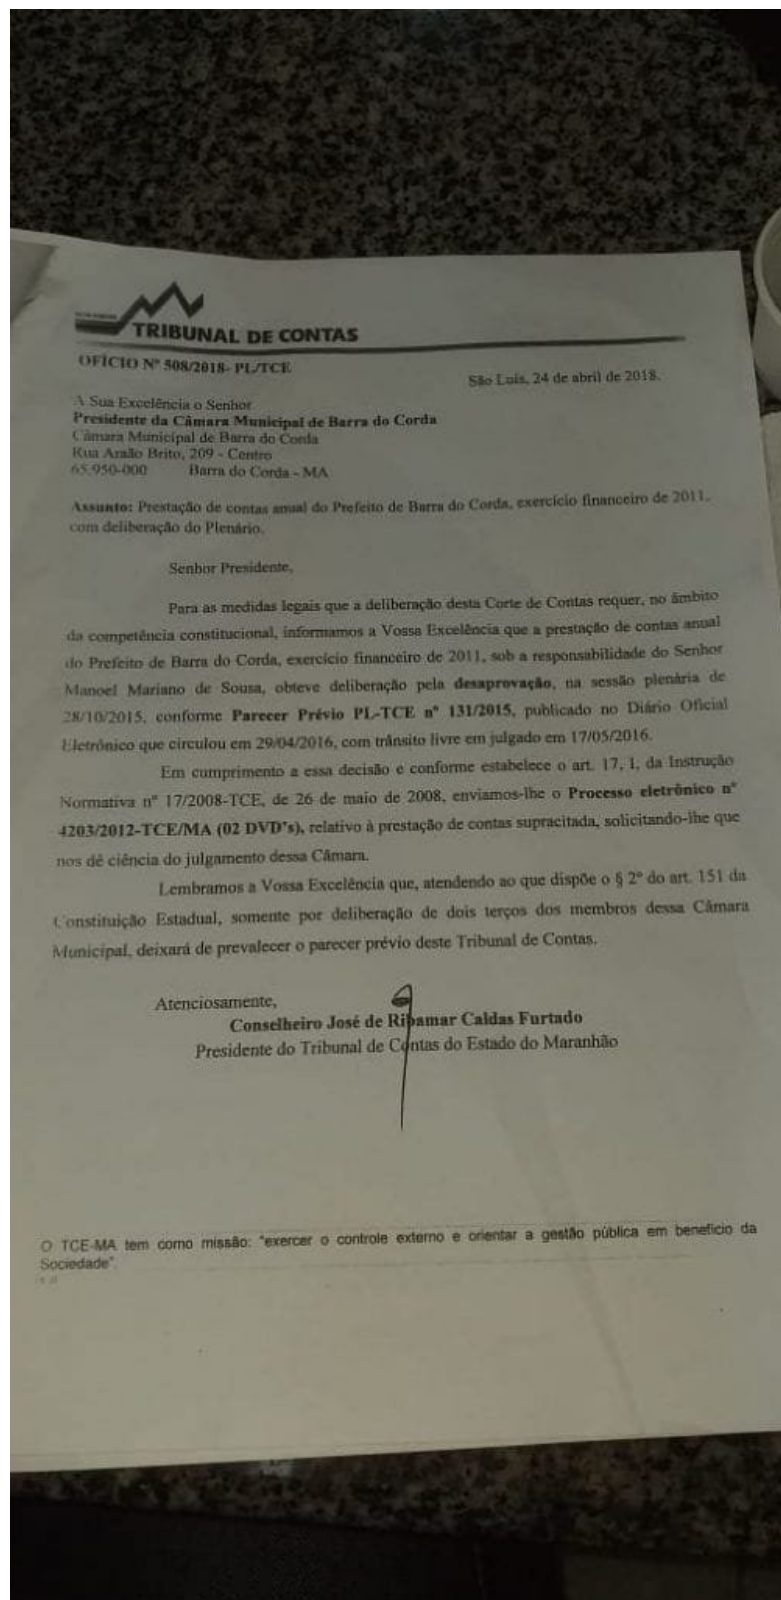 TRIBUNAL DE CONTAS
OFÍCIO Nº 508/2018- PL/TCE
São Luís, 24 de abril de 2018.
A Sua Excelência o Senhor
Presidente da Câmara Municipal de Barra do Corda
Câmara Municipal de Barra do Corda
Rua Araão Brito, 209 - Centro
65.950-000 Barra do Corda - MA
Assunto: Prestação de contas anual do Prefeito de Barra do Corda, exercício financeiro de 2011,
com deliberação do Plenário.
Senhor Presidente,
Para as medidas legais que a deliberação desta Corte de Contas requer, no âmbito
da competência constitucional, informamos a Vossa Excelência que a prestação de contas anual
do Prefeito de Barra do Corda, exercício financeiro de 2011, sob a responsabilidade do Senhor
Manoel Mariano de Sousa, obteve deliberação pela desaprovação, na sessão plenária de
28/10/2015, conforme Parecer Prévio PL-TCE nº 131/2015, publicado no Diário Oficial
Eletrônico que circulou em 29/04/2016, com trânsito livre em julgado em 17/05/2016.
Em cumprimento a essa decisão e conforme estabelece o art. 17, I, da Instrução
Normativa nº 17/2008-TCE, de 26 de maio de 2008, enviamos-lhe o Processo eletrônico nº
4203/2012-TCE/MA (02 DVD's), relativo à prestação de contas supracitada, solicitando-lhe que
nos dê ciência do julgamento dessa Câmara.
Lembramos a Vossa Excelência que, atendendo ao que dispõe o § 2º do art. 151 da
Constituição Estadual, somente por deliberação de dois terços dos membros dessa Câmara
Municipal, deixará de prevalecer o parecer prévio deste Tribunal de Contas.
Atenciosamente,
Conselheiro José de Ribamar Caldas Furtado
Presidente do Tribunal de Contas do Estado do Maranhão
O TCE-MA tem como missão: "exercer o controle externo e orientar a gestão pública em benefício da
Sociedade".